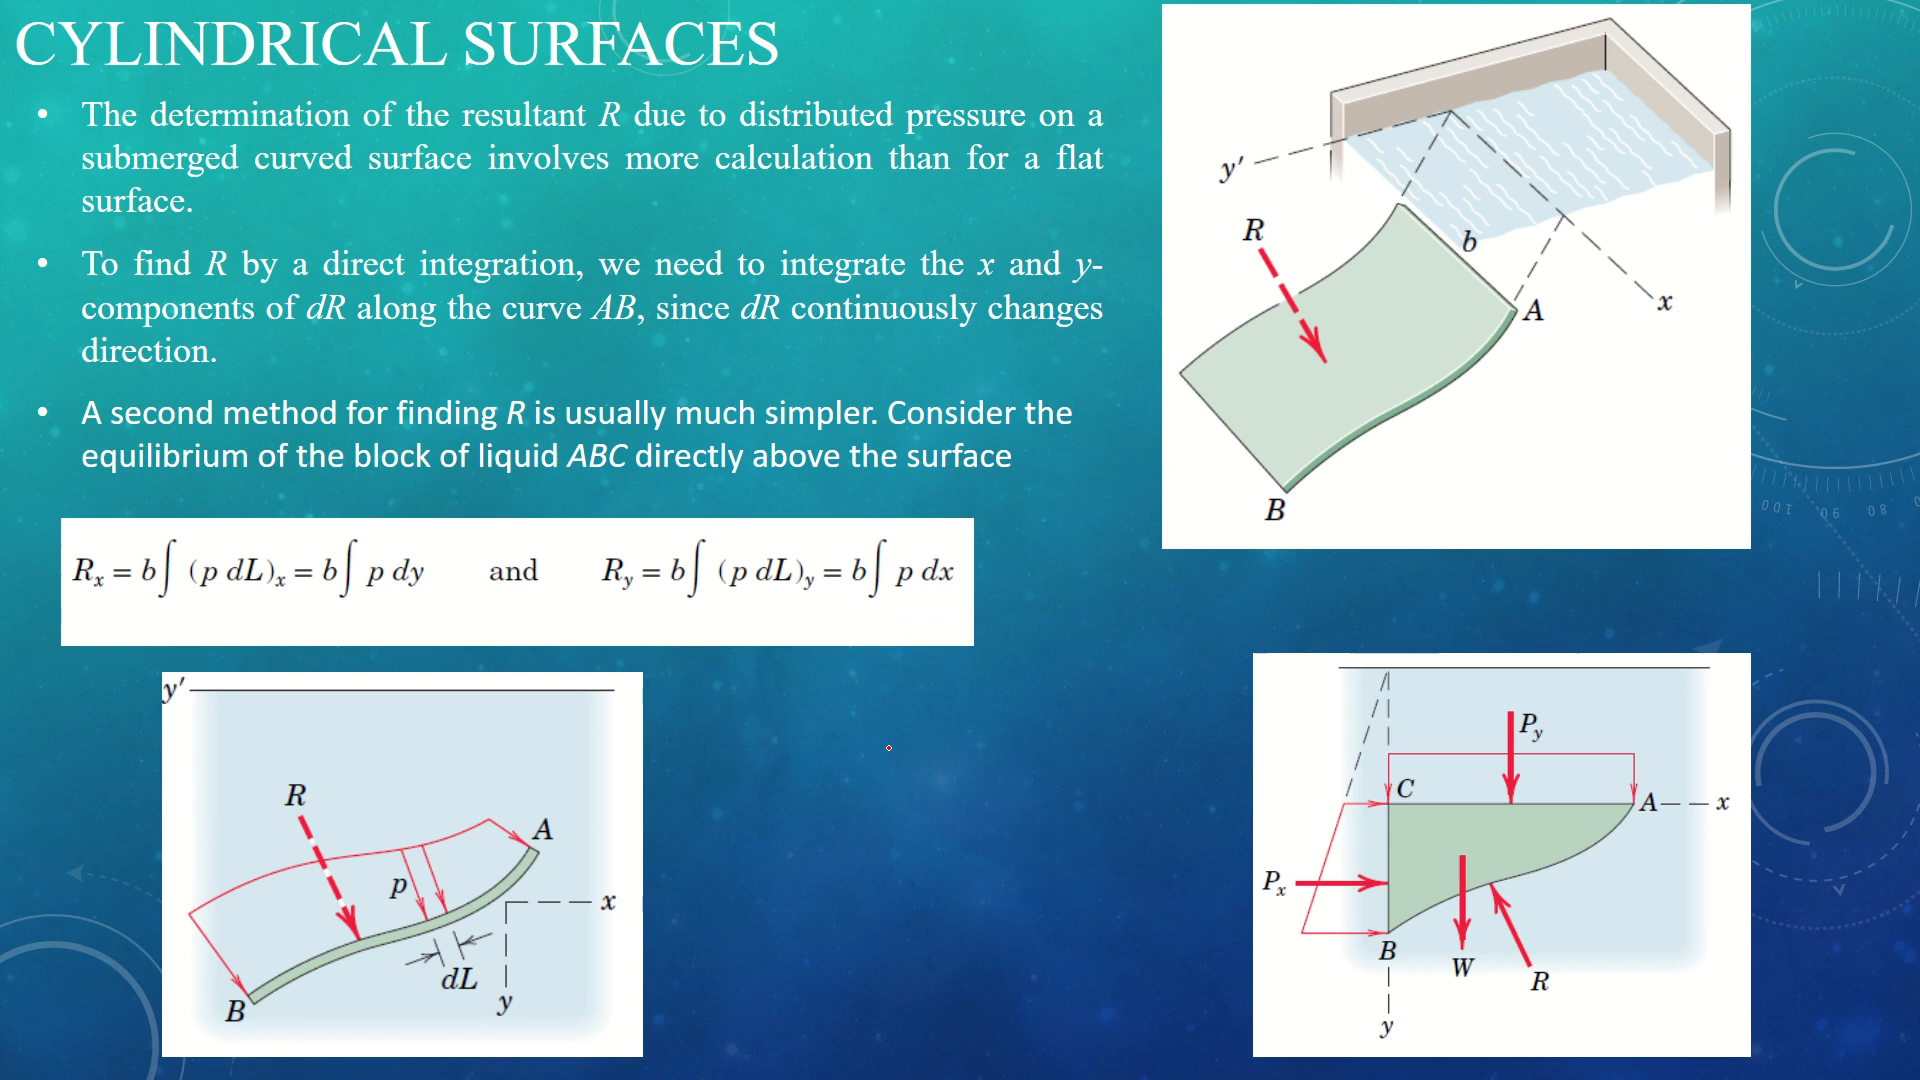 CYLINDRICAL SURFACES
• The determination of the resultant R due to distributed pressure on a
submerged curved surface involves more calculation than for a flat
surface.
• To find R by a direct integration, we need to integrate the x and y-
components of dR along the curve AB, since dR continuously changes
direction.
• A second method for finding R is usually much simpler. Consider the
equilibrium of the block of liquid ABC directly above the surface
R_x = b∫ (p dL)_x = b∫ p dy and R_y = b∫ (p dL)_y = b∫ p dx
y′
R
b
A
x
B
y′
R
A
p
x
dL
B
y
P_y
C
A
x
P_x
B
W
R
y
100 90 80